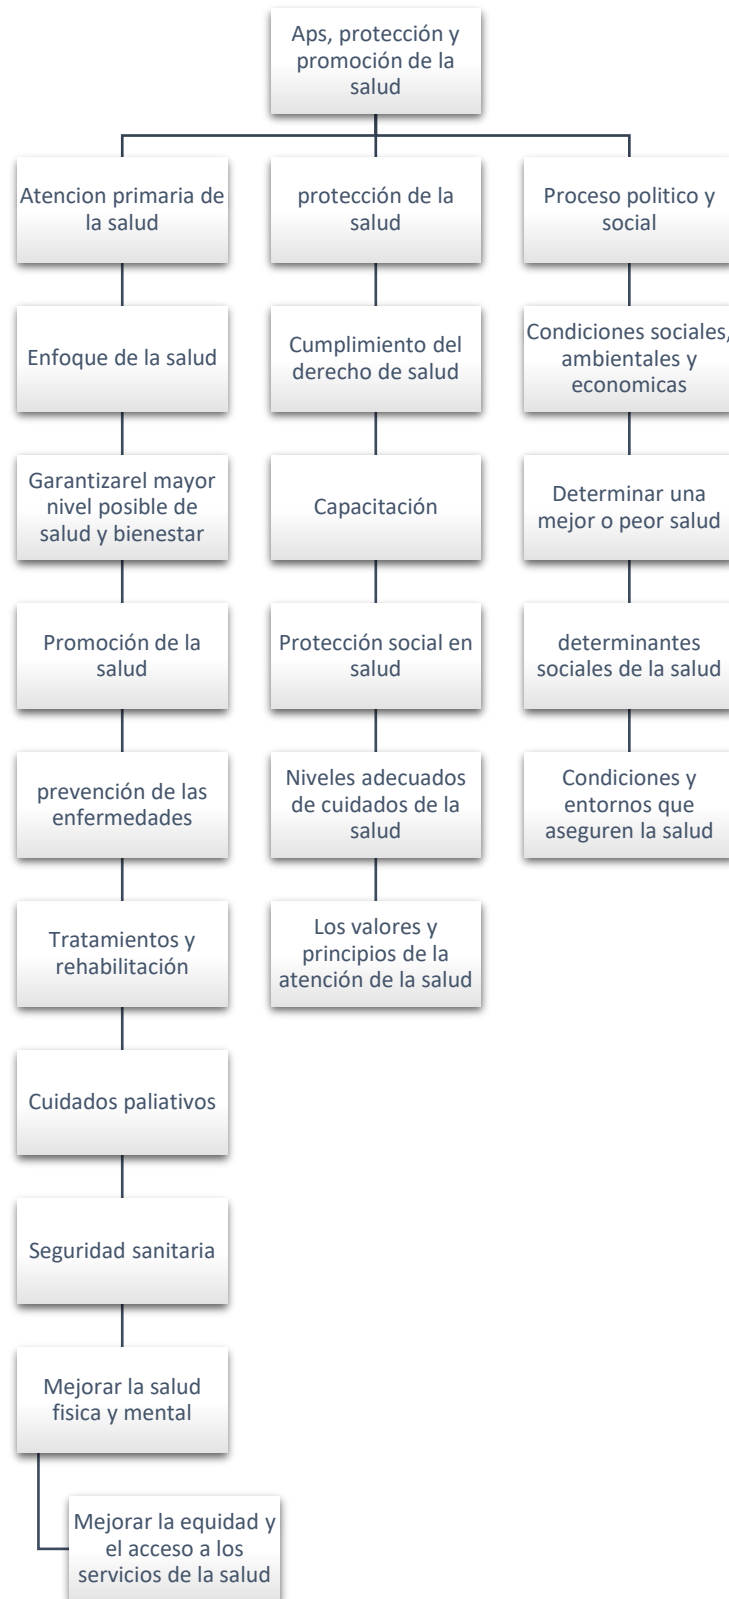 Aps, protección y
promoción de la
salud
Atencion primaria de
la salud
Enfoque de la salud
Garantizarel mayor
nivel posible de
salud y bienestar
Promoción de la
salud
prevención de las
enfermedades
Tratamientos y
rehabilitación
Cuidados paliativos
Seguridad sanitaria
Mejorar la salud
fisica y mental
Mejorar la equidad y
el acceso a los
servicios de la salud
protección de la
salud
Cumplimiento del
derecho de salud
Capacitación
Protección social en
salud
Niveles adecuados
de cuidados de la
salud
Los valores y
principios de la
atención de la salud
Proceso politico y
social
Condiciones sociales,
ambientales y
economicas
Determinar una
mejor o peor salud
determinantes
sociales de la salud
Condiciones y
entornos que
aseguren la salud